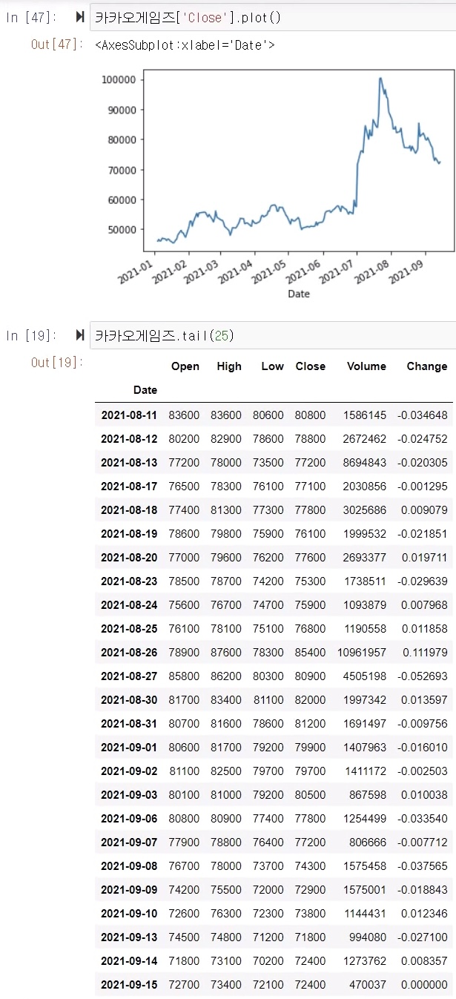 In [47]: 카카오게임즈['Close'].plot()
Out[47]: <AxesSubplot:xlabel='Date'>
100000
90000
80000
70000
60000
50000
2021-01 2021-02 2021-03 2021-04 2021-05 2021-06 2021-07 2021-08 2021-09
Date
In [19]: 카카오게임즈.tail(25)
Out[19]:
Open High Low Close Volume Change
Date
2021-08-11 83600 83600 80600 80800 1586145 -0.034648
2021-08-12 80200 82900 78600 78800 2672462 -0.024752
2021-08-13 77200 78000 73500 77200 8694843 -0.020305
2021-08-17 76500 78300 76100 77100 2030856 -0.001295
2021-08-18 77400 81300 77300 77800 3025686 0.009079
2021-08-19 78600 79800 75900 76100 1999532 -0.021851
2021-08-20 77000 79600 76200 77600 2693377 0.019711
2021-08-23 78500 78700 74200 75300 1738511 -0.029639
2021-08-24 75600 76700 74700 75900 1093879 0.007968
2021-08-25 76100 78100 75100 76800 1190558 0.011858
2021-08-26 78900 87600 78300 85400 10961957 0.111979
2021-08-27 85800 86200 80300 80900 4505198 -0.052693
2021-08-30 81700 83400 81100 82000 1997342 0.013597
2021-08-31 80700 81600 78600 81200 1691497 -0.009756
2021-09-01 80600 81700 79200 79900 1407963 -0.016010
2021-09-02 81100 82500 79700 79700 1411172 -0.002503
2021-09-03 80100 81000 79200 80500 867598 0.010038
2021-09-06 80800 80900 77400 77800 1254499 -0.033540
2021-09-07 77900 78800 76400 77200 806666 -0.007712
2021-09-08 76700 78000 73700 74300 1575458 -0.037565
2021-09-09 74200 75500 72000 72900 1575001 -0.018843
2021-09-10 72600 76300 72300 73800 1144431 0.012346
2021-09-13 74500 74800 71200 71800 994080 -0.027100
2021-09-14 71800 73100 70200 72400 1273762 0.008357
2021-09-15 72700 73400 72100 72400 470037 0.000000